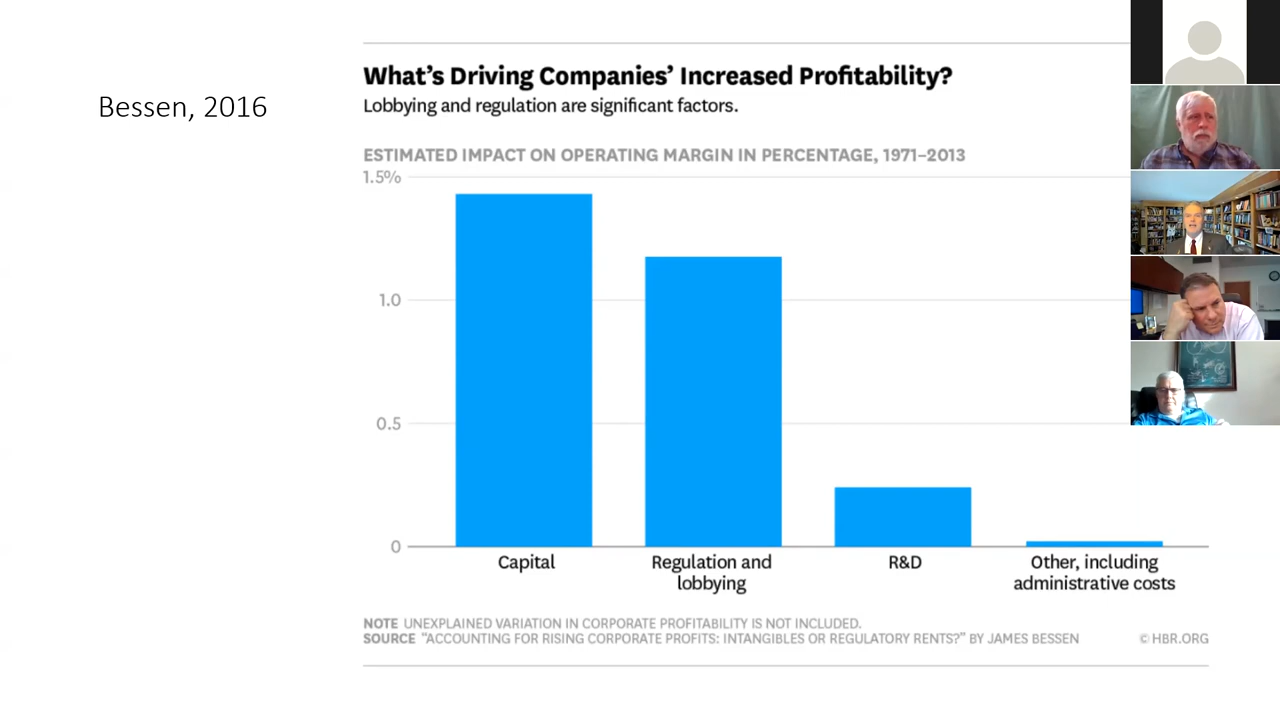 Bessen, 2016
What's Driving Companies' Increased Profitability?
Lobbying and regulation are significant factors.
ESTIMATED IMPACT ON OPERATING MARGIN IN PERCENTAGE, 1971–2013
1.5%
1.0
0.5
0
Capital
Regulation and
lobbying
R&D
Other, including
administrative costs
NOTE UNEXPLAINED VARIATION IN CORPORATE PROFITABILITY IS NOT INCLUDED.
SOURCE “ACCOUNTING FOR RISING CORPORATE PROFITS: INTANGIBLES OR REGULATORY RENTS?” BY JAMES BESSEN
© HBR.ORG